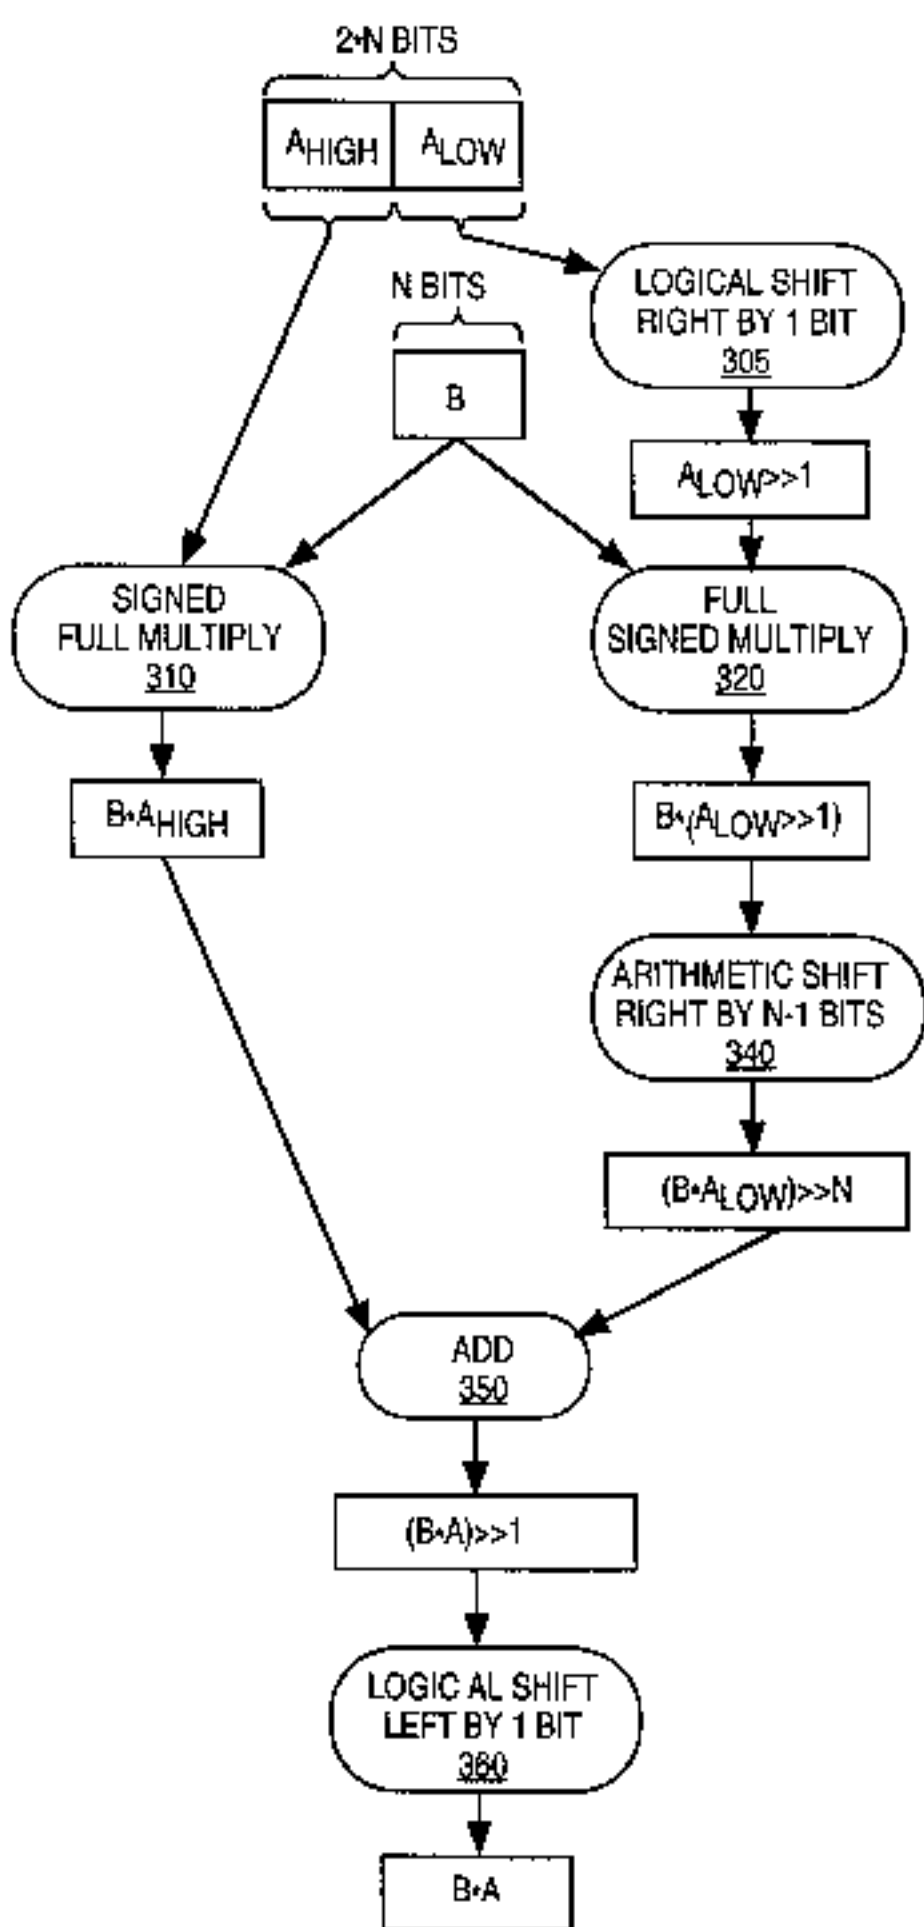 2•N BITS
AHIGH ALOW
N BITS
B
LOGICAL SHIFT
RIGHT BY 1 BIT
305
ALOW>>1
SIGNED
FULL MULTIPLY
310
FULL
SIGNED MULTIPLY
320
B•AHIGH
B•(ALOW>>1)
ARITHMETIC SHIFT
RIGHT BY N-1 BITS
340
(B•ALOW)>>N
ADD
350
(B•A)>>1
LOGIC AL SHIFT
LEFT BY 1 BIT
360
B•A